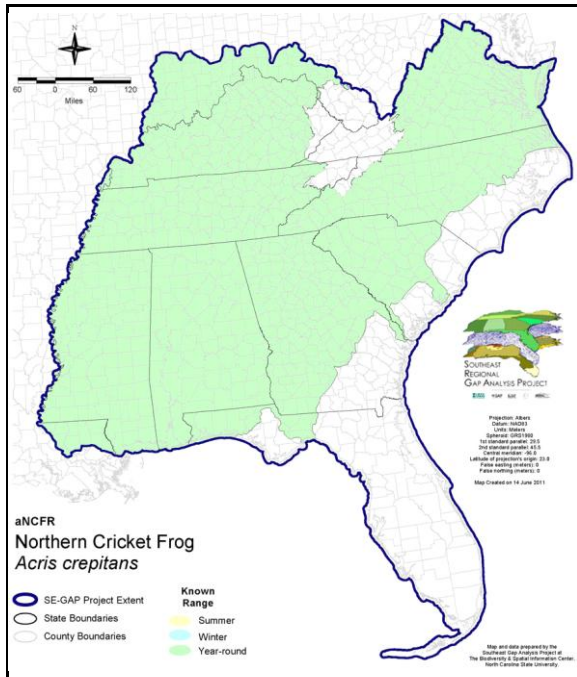 N
60 0 60 120
Miles
SOUTHEAST
REGIONAL
GAP ANALYSIS PROJECT
Projection: Albers
Datum: NAD83
Units: Meters
Spheroid: GRS1980
1st standard parallel: 29.5
2nd standard parallel: 45.5
Central meridian: -96.0
Latitude of projection's origin: 23.0
False easting (meters): 0
False northing (meters): 0
Map Created on 14 June 2011
aNCFR
Northern Cricket Frog
Acris crepitans
SE-GAP Project Extent
State Boundaries
County Boundaries
Known
Range
Summer
Winter
Year-round
Map and data prepared by the
Southeast Gap Analysis Project at
The Biodiversity & Spatial Information Center,
North Carolina State University.